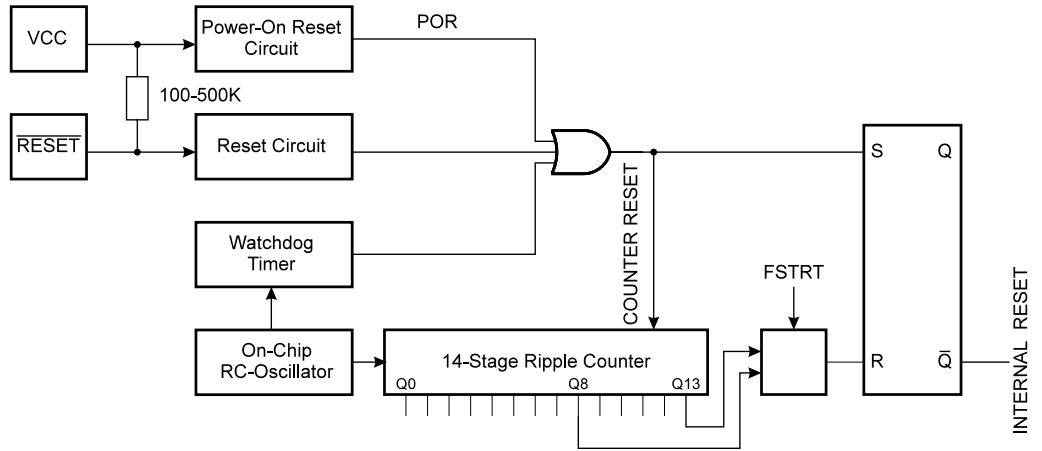 VCC
Power-On Reset
Circuit
POR
100-500K
RESET
Reset Circuit
S
Q
COUNTER RESET
Watchdog
Timer
FSTRT
On-Chip
RC-Oscillator
14-Stage Ripple Counter
Q0
Q8
Q13
R
Q̅
INTERNAL RESET